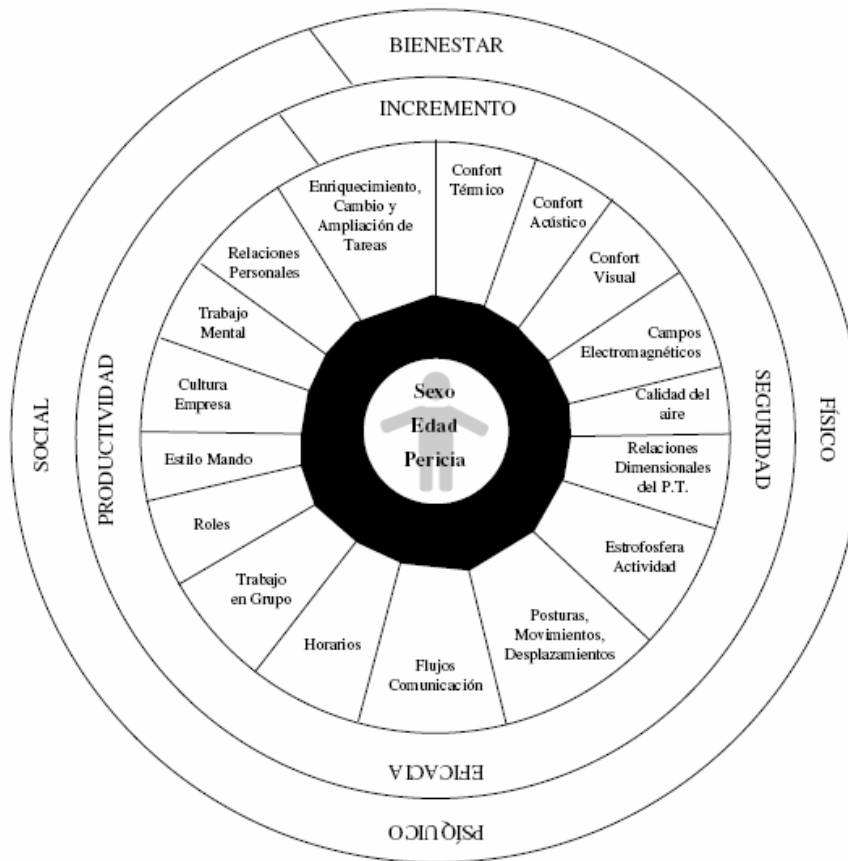 BIENESTAR
INCREMENTO
Enriquecimiento,
Cambio y
Ampliación de
Tareas
Confort
Térmico
Confort
Acústico
Confort
Visual
Campos
Electromagnéticos
Calidad del
aire
Relaciones
Dimensionales
del P.T.
Estrofosfera
Actividad
Posturas,
Movimientos,
Desplazamientos
Flujos
Comunicación
Horarios
Trabajo
en Grupo
Roles
Estilo Mando
Cultura
Empresa
Trabajo
Mental
Relaciones
Personales
Sexo
Edad
Pericia
SEGURIDAD
FÍSICO
EFICACIA
PSÍQUICO
PRODUCTIVIDAD
SOCIAL